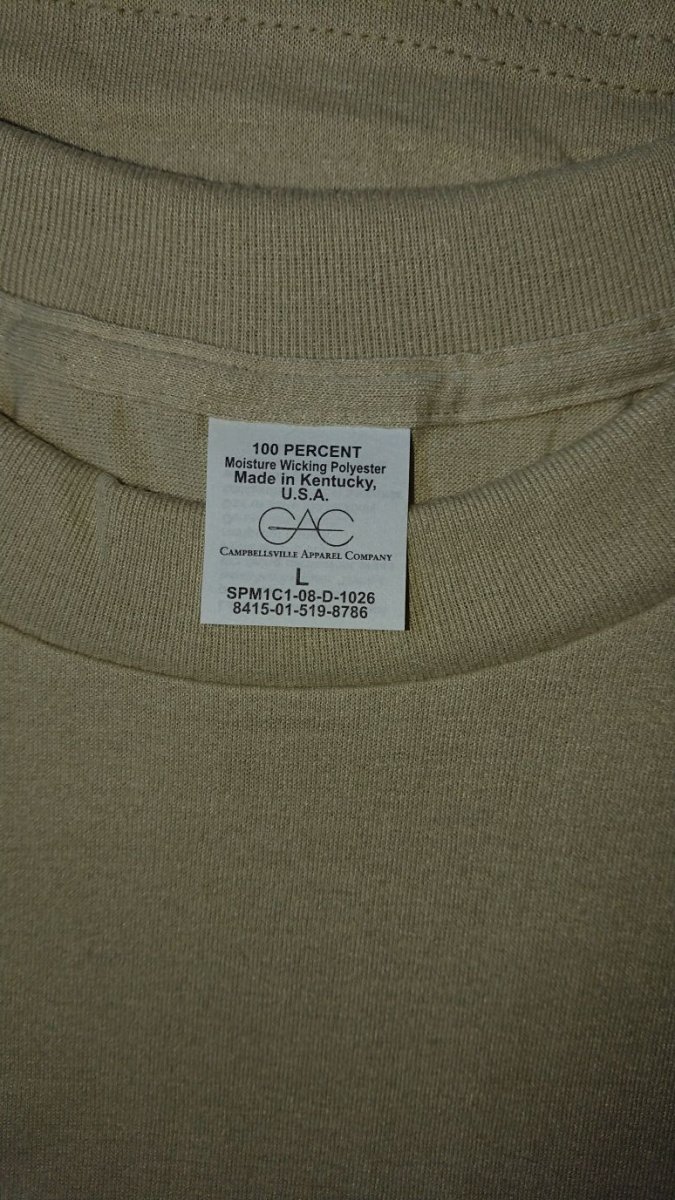 100 PERCENT
Moisture Wicking Polyester
Made in Kentucky,
U.S.A.
CAC
CAMPBELLSVILLE APPAREL COMPANY
L
SPM1C1-08-D-1026
8415-01-519-8786